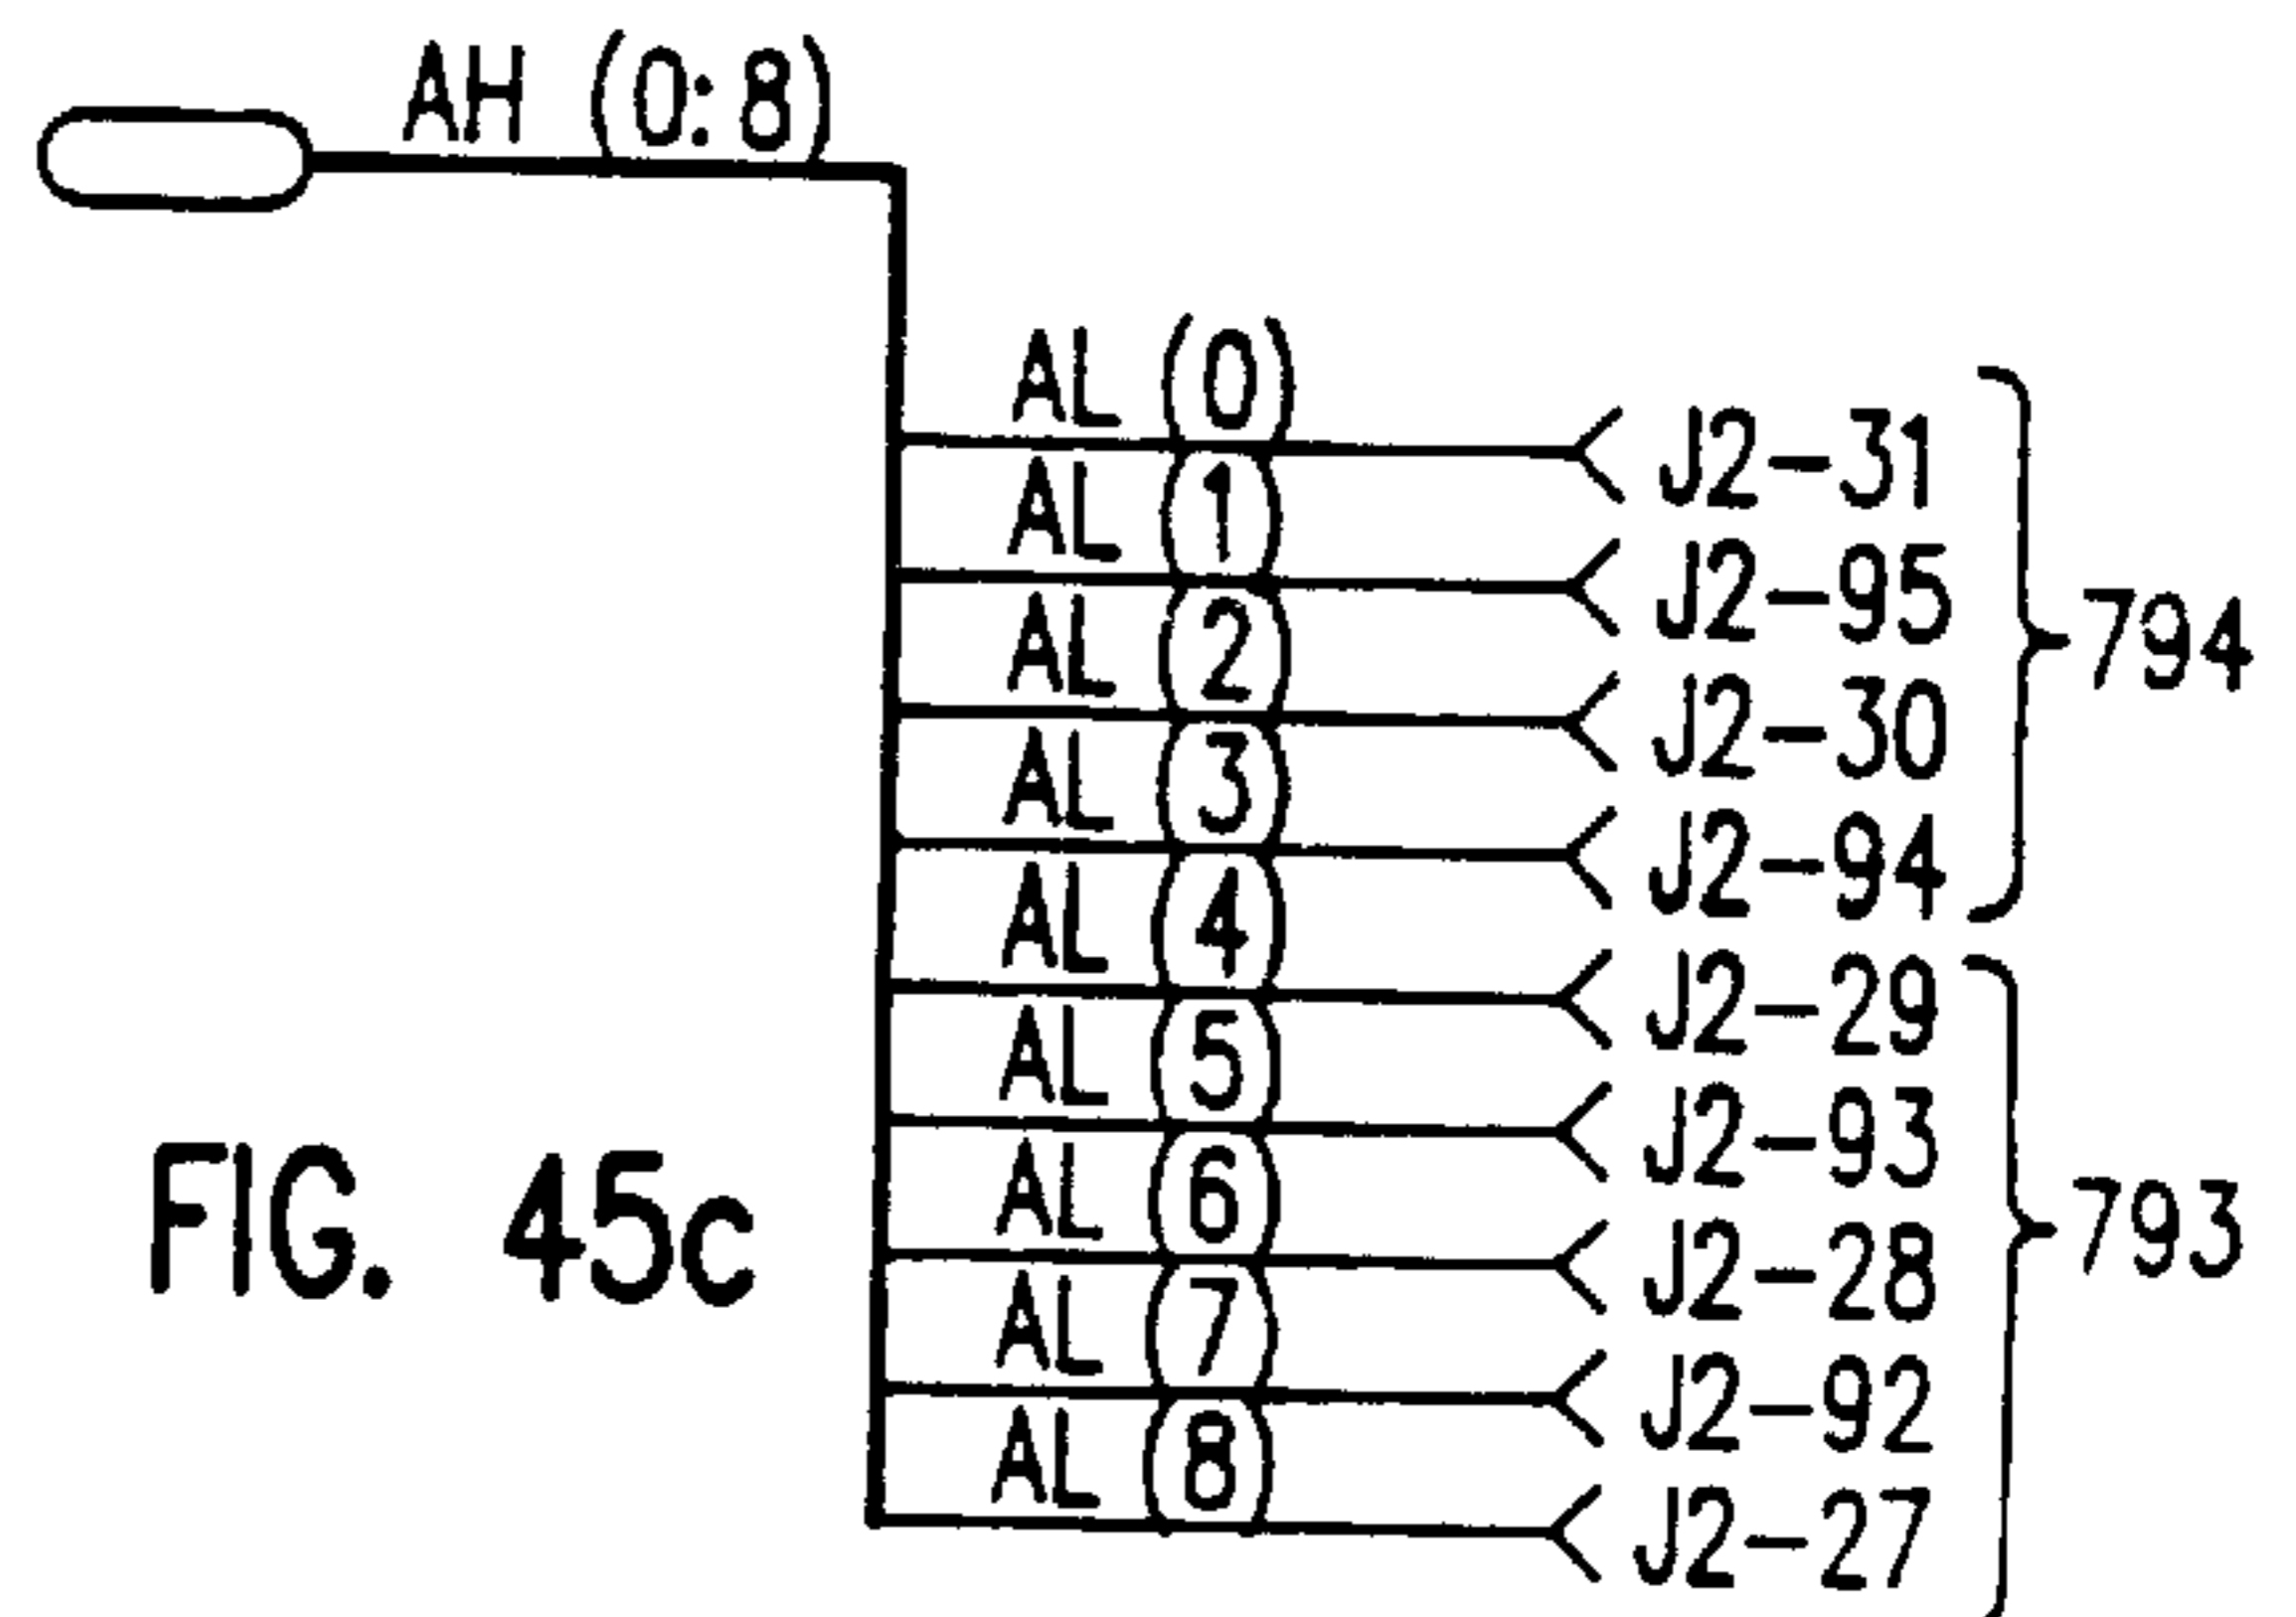 AH (0:8)
AL (0)
J2-31
AL (1)
J2-95
AL (2)
J2-30
AL (3)
J2-94
794
AL (4)
J2-29
AL (5)
J2-93
AL (6)
J2-28
AL (7)
J2-92
AL (8)
J2-27
793
FIG. 45c